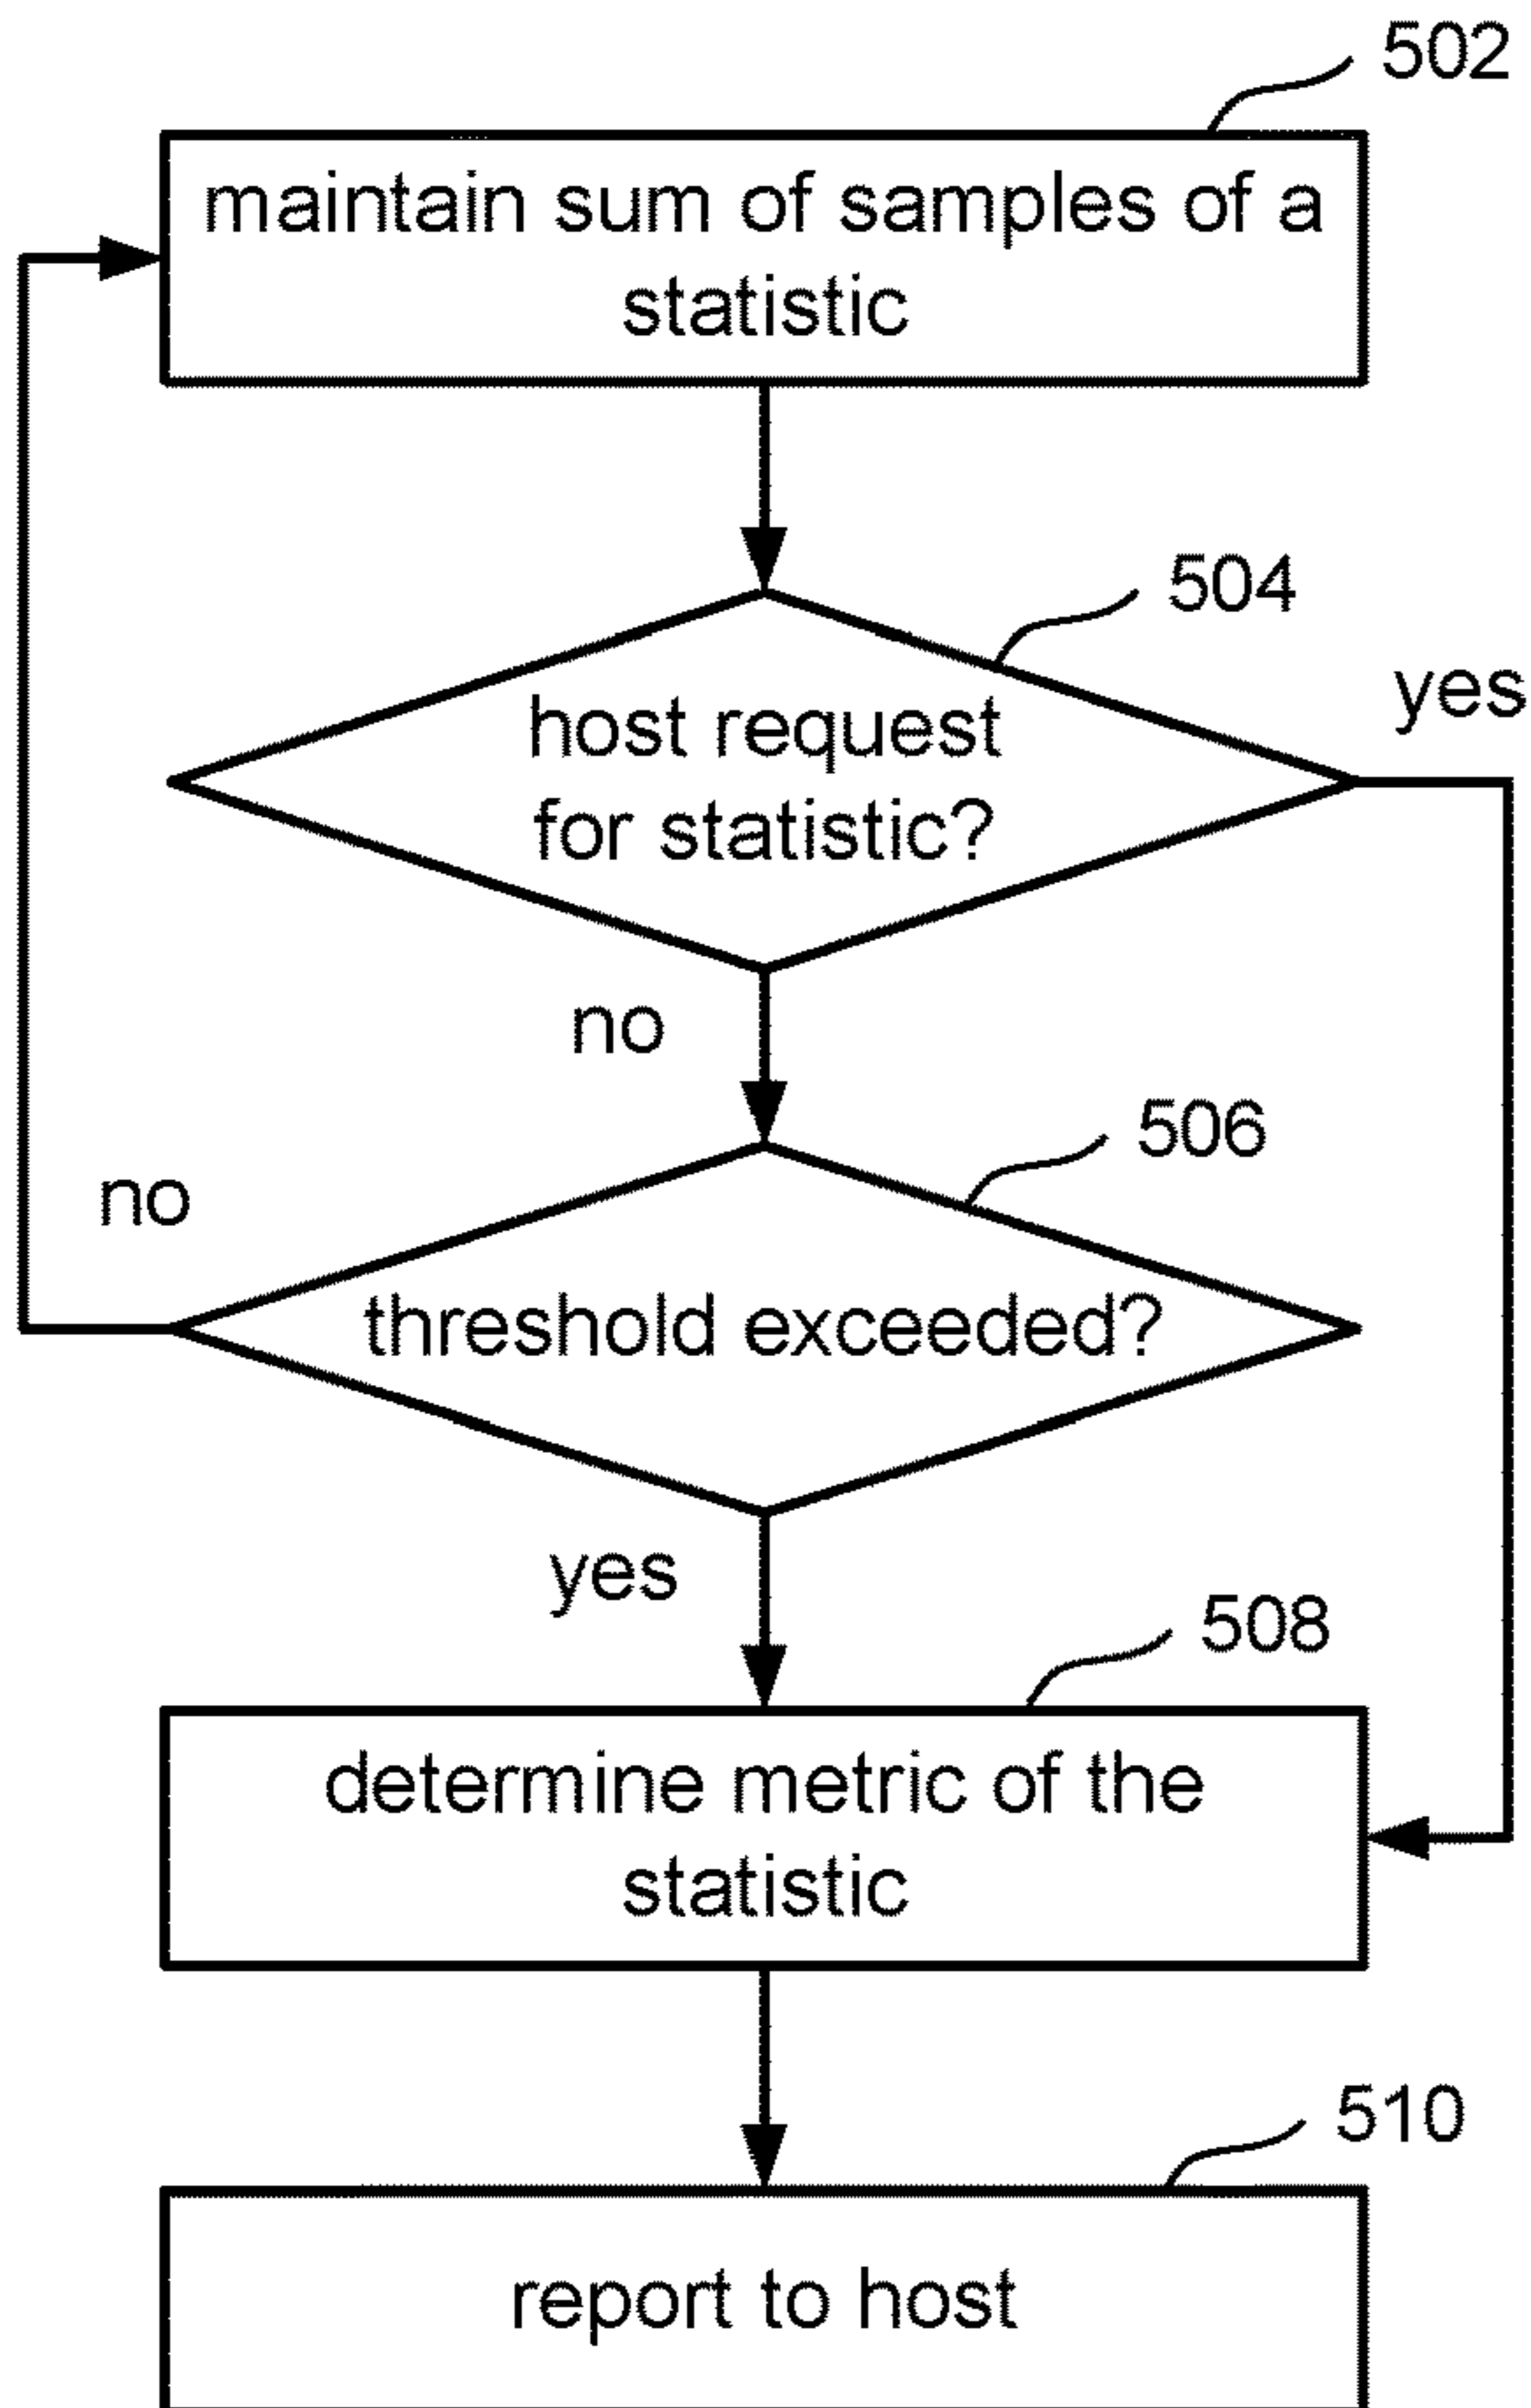 502
maintain sum of samples of a
statistic
504
yes
host request
for statistic?
no
506
no
threshold exceeded?
yes
508
determine metric of the
statistic
510
report to host